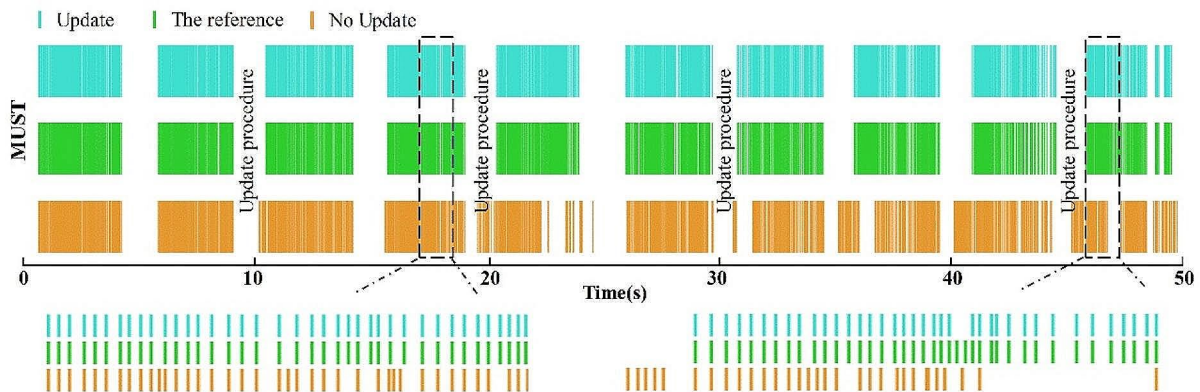 Update The reference No Update
MUST
Update procedure
Update procedure
Update procedure
Update procedure
0 10 20 30 40 50
Time(s)